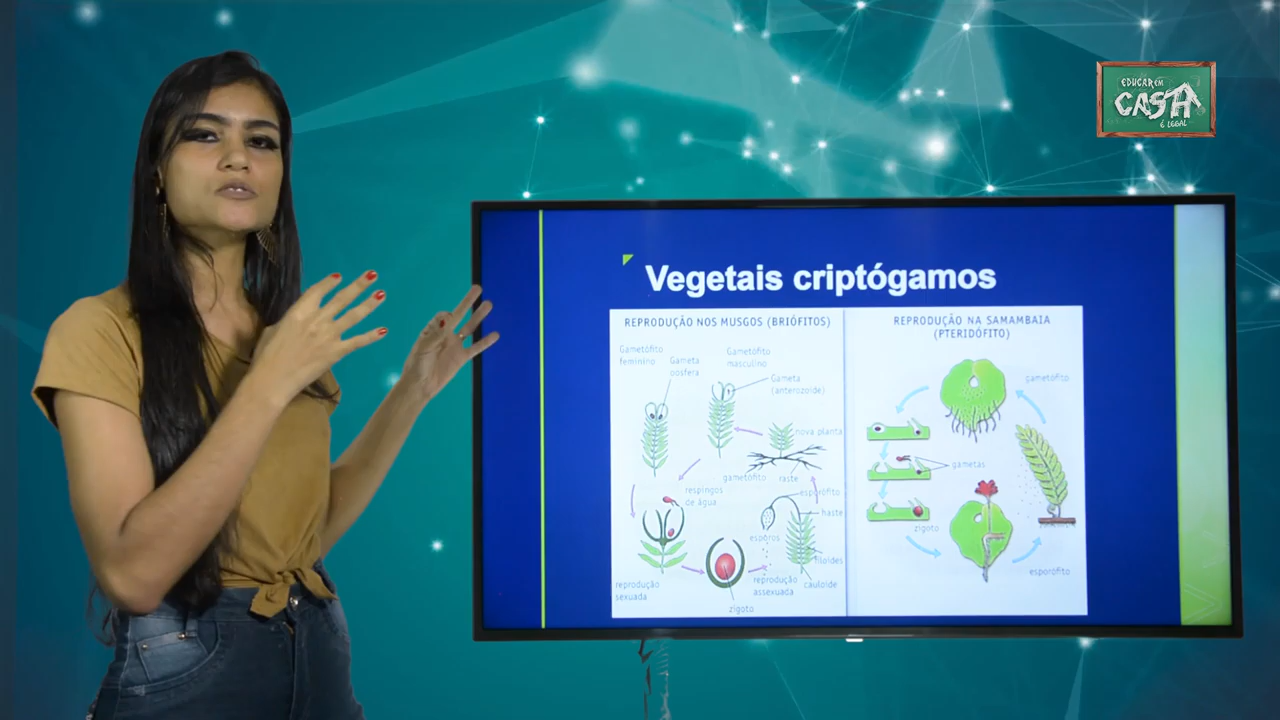 EDUCAR EM
CASA
É LEGAL
Vegetais criptógamos
REPRODUÇÃO NOS MUSGOS (BRIÓFITOS)
Gametófito
feminino
Gameta
oosfera
Gametófito
masculino
Gameta
(anterozoide)
nova planta
gametófito
raste
respingos
de água
esporófito
haste
esporos
filoides
cauloide
reprodução
sexuada
zigoto
reprodução
assexuada
REPRODUÇÃO NA SAMAMBAIA
(PTERIDÓFITO)
gametófito
gametas
zigoto
esporófito